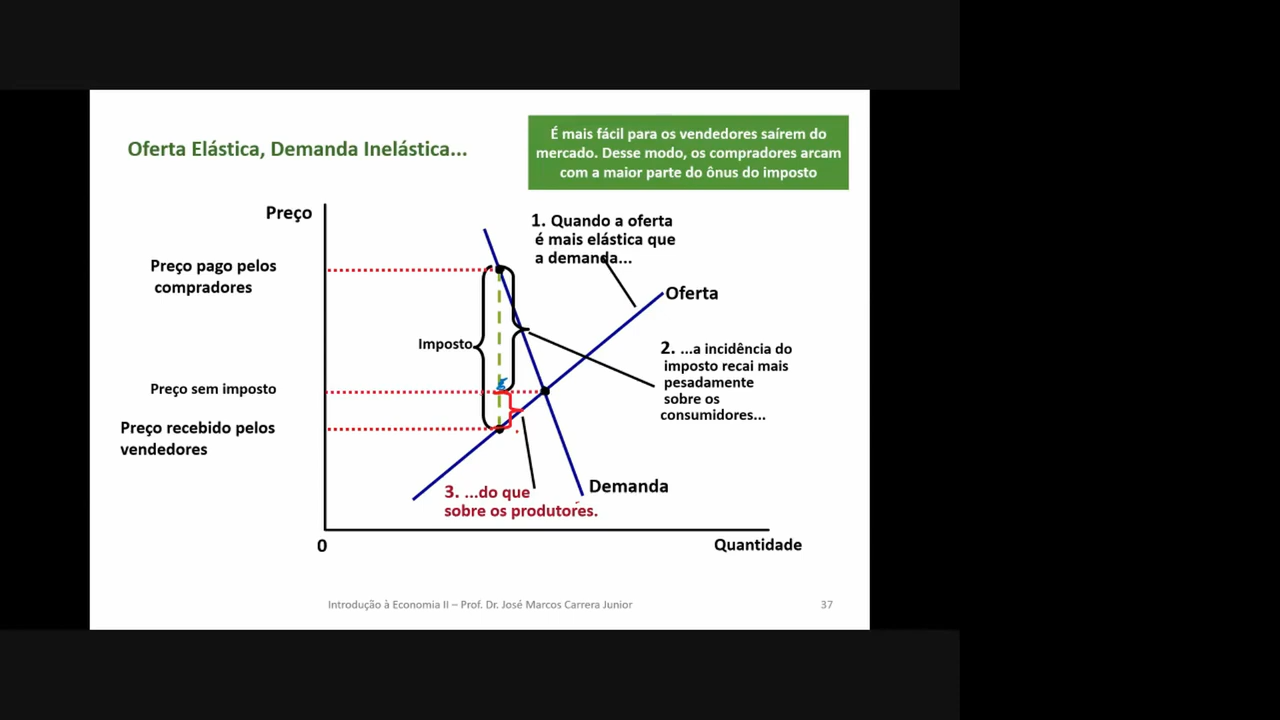 Oferta Elástica, Demanda Inelástica...
É mais fácil para os vendedores saírem do
mercado. Desse modo, os compradores arcam
com a maior parte do ônus do imposto
Preço
1. Quando a oferta
é mais elástica que
a demanda...
Preço pago pelos
compradores
Oferta
Imposto
2. ...a incidência do
imposto recai mais
pesadamente
sobre os
consumidores...
Preço sem imposto
Preço recebido pelos
vendedores
3. ...do que
sobre os produtores.
Demanda
0
Quantidade
Introdução à Economia II – Prof. Dr. José Marcos Carrera Junior
37